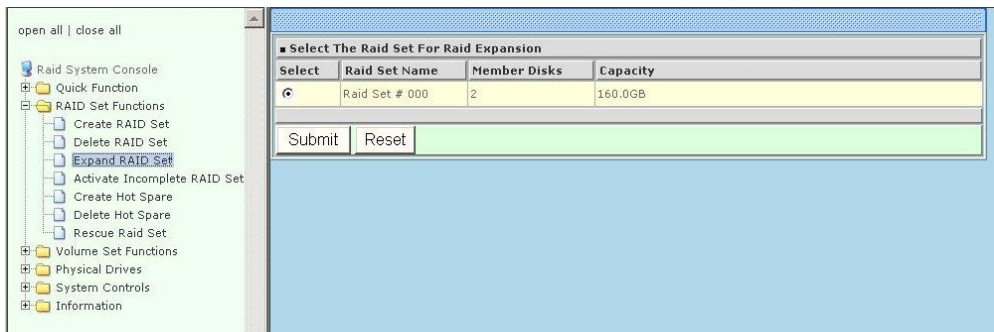 open all | close all
Raid System Console
Quick Function
RAID Set Functions
Create RAID Set
Delete RAID Set
Expand RAID Set
Activate Incomplete RAID Set
Create Hot Spare
Delete Hot Spare
Rescue Raid Set
Volume Set Functions
Physical Drives
System Controls
Information
Select The Raid Set For Raid Expansion
Select Raid Set Name Member Disks Capacity
Raid Set # 000 2 160.0GB
Submit Reset